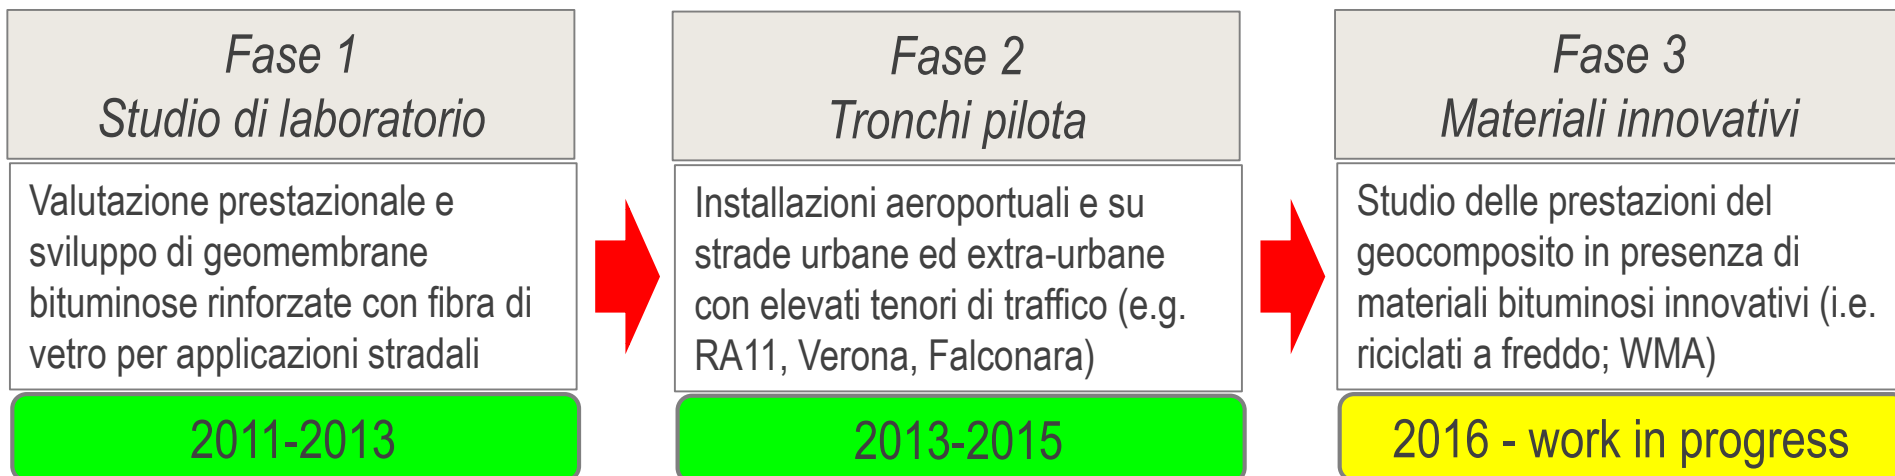 Fase 1
Studio di laboratorio
Valutazione prestazionale e
sviluppo di geomembrane
bituminose rinforzate con fibra di
vetro per applicazioni stradali
2011-2013
Fase 2
Tronchi pilota
Installazioni aeroportuali e su
strade urbane ed extra-urbane
con elevati tenori di traffico (e.g.
RA11, Verona, Falconara)
2013-2015
Fase 3
Materiali innovativi
Studio delle prestazioni del
geocomposito in presenza di
materiali bituminosi innovativi (i.e.
riciclati a freddo; WMA)
2016 - work in progress